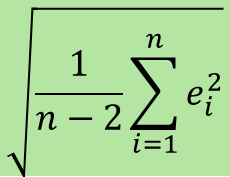 √(1/(n − 2) ∑_{i=1}^{n} e_i^2)